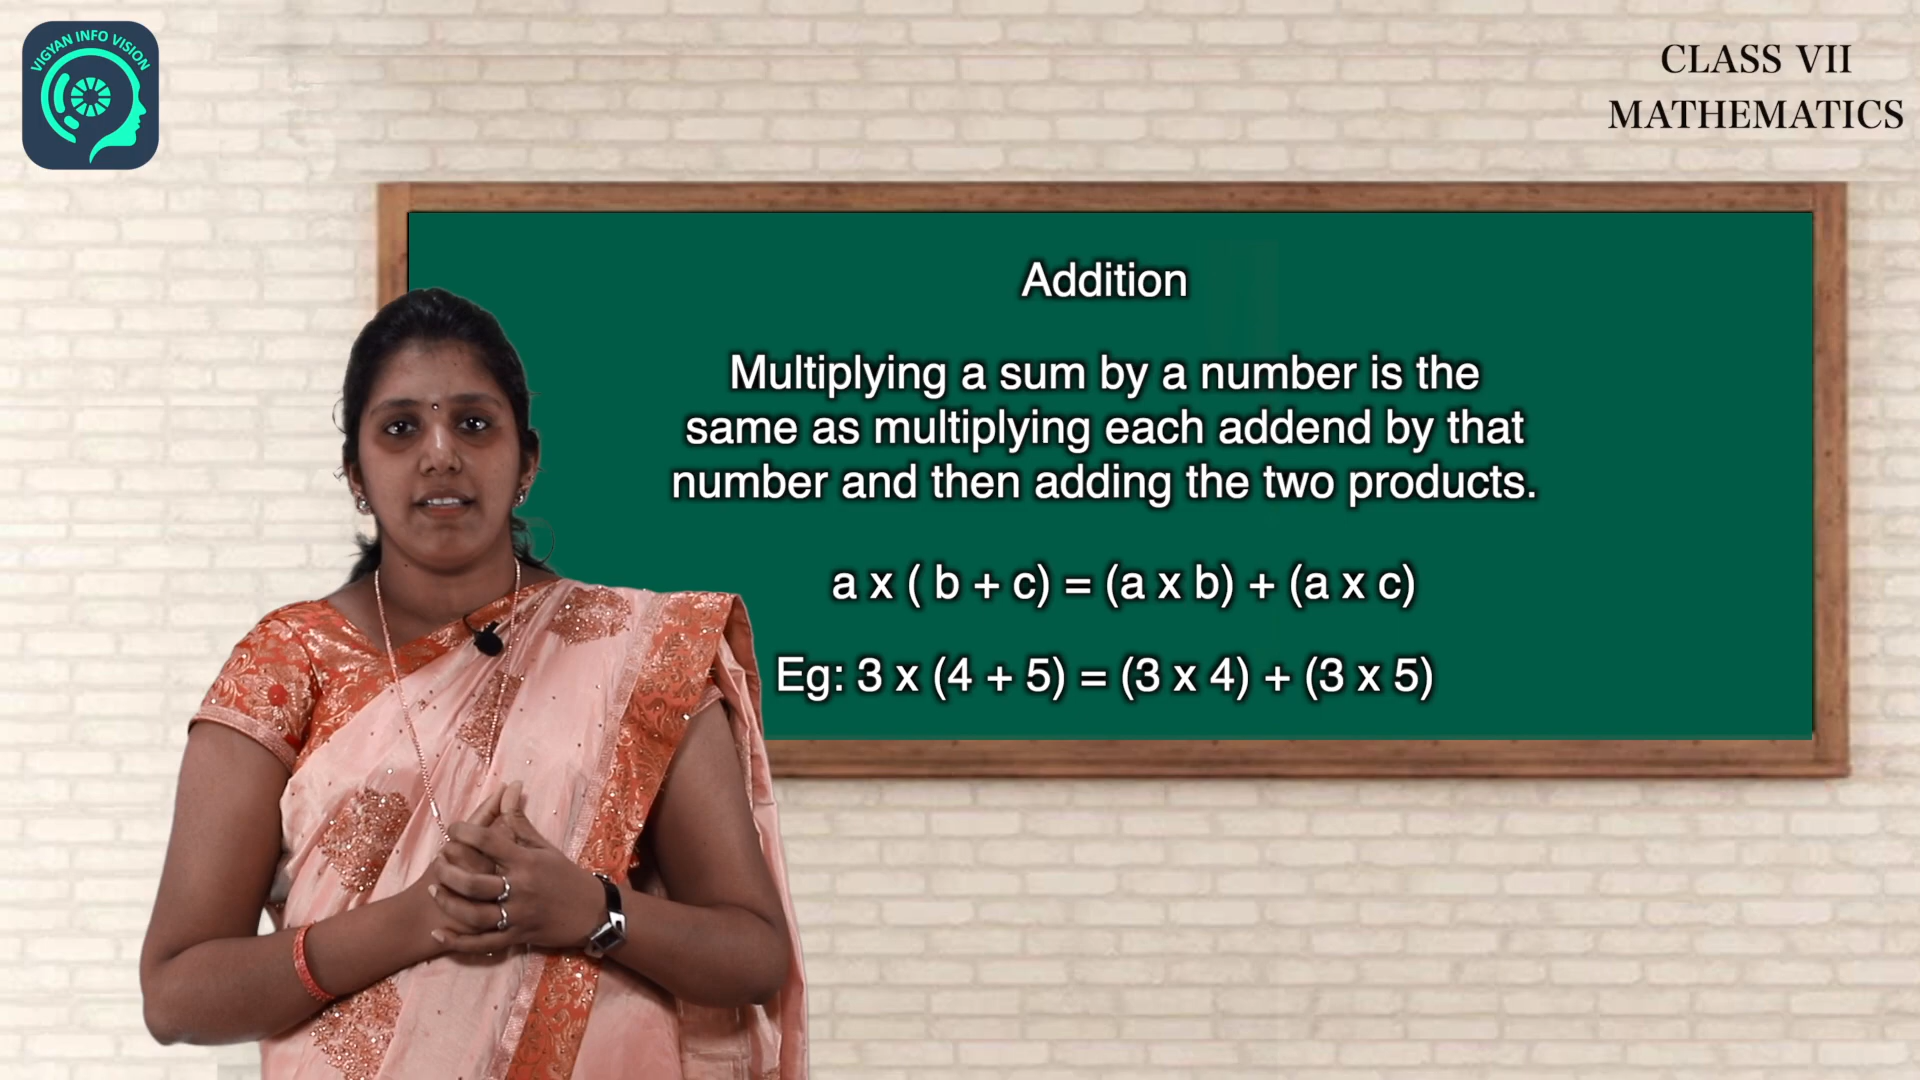 VIGYAN INFO VISION
CLASS VII
MATHEMATICS
Addition
Multiplying a sum by a number is the
same as multiplying each addend by that
number and then adding the two products.
a x ( b + c) = (a x b) + (a x c)
Eg: 3 x (4 + 5) = (3 x 4) + (3 x 5)